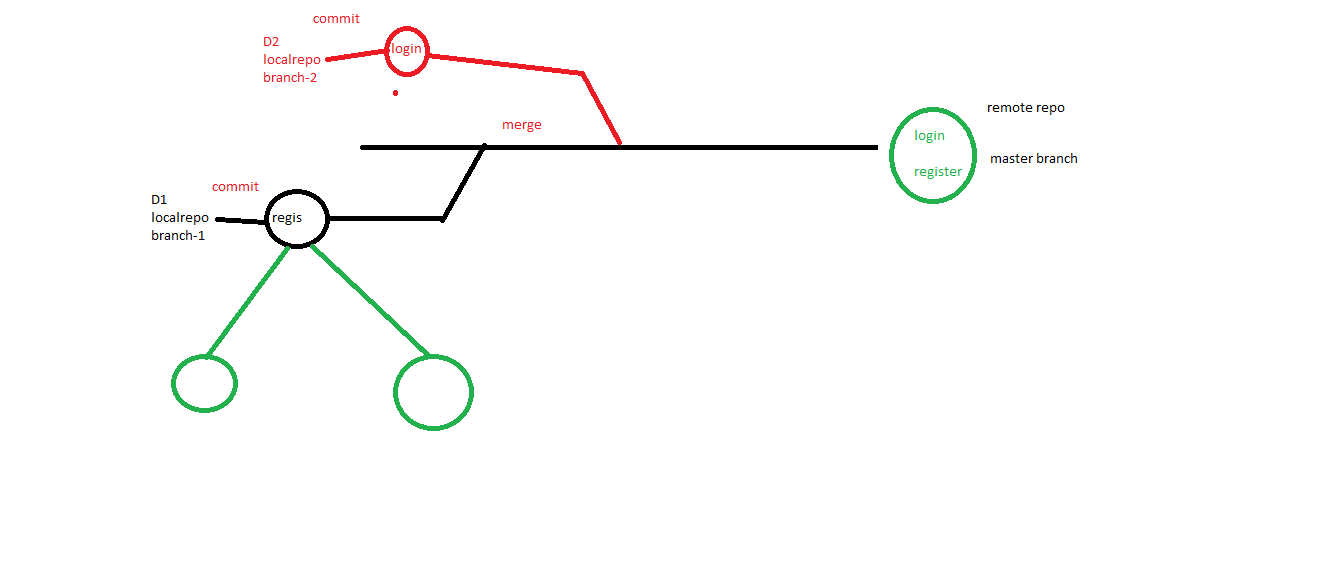 commit
D2
localrepo
branch-2
login
merge
remote repo
login
master branch
register
commit
D1
localrepo
branch-1
regis